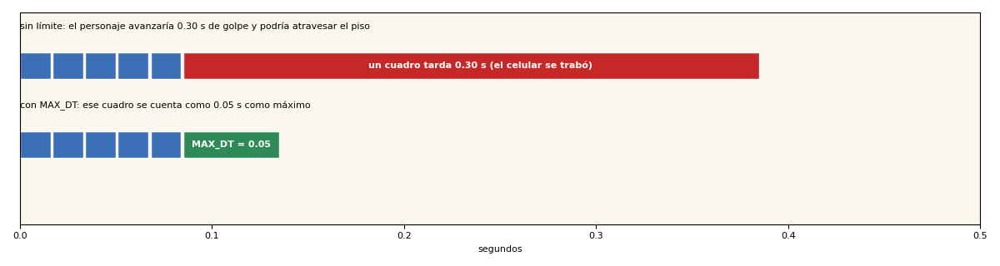 sin límite: el personaje avanzaría 0.30 s de golpe y podría atravesar el piso
un cuadro tarda 0.30 s (el celular se trabó)
con MAX_DT: ese cuadro se cuenta como 0.05 s como máximo
MAX_DT = 0.05
0.0 0.1 0.2 0.3 0.4 0.5
segundos